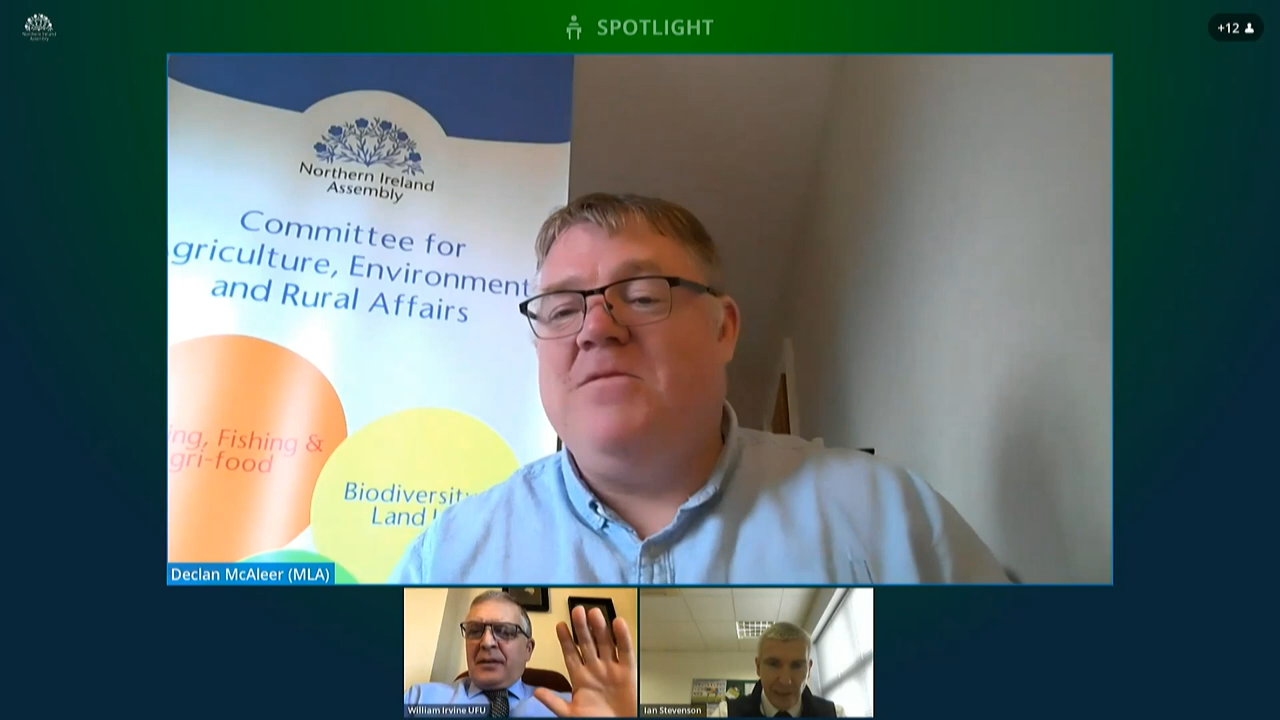 SPOTLIGHT
+12
Northern Ireland
Assembly
Committee for
griculture, Environment
and Rural Affairs
ing, Fishing &
gri-food
Biodiversity
Land
Declan McAleer (MLA)
William Irvine UFU
Ian Stevenson